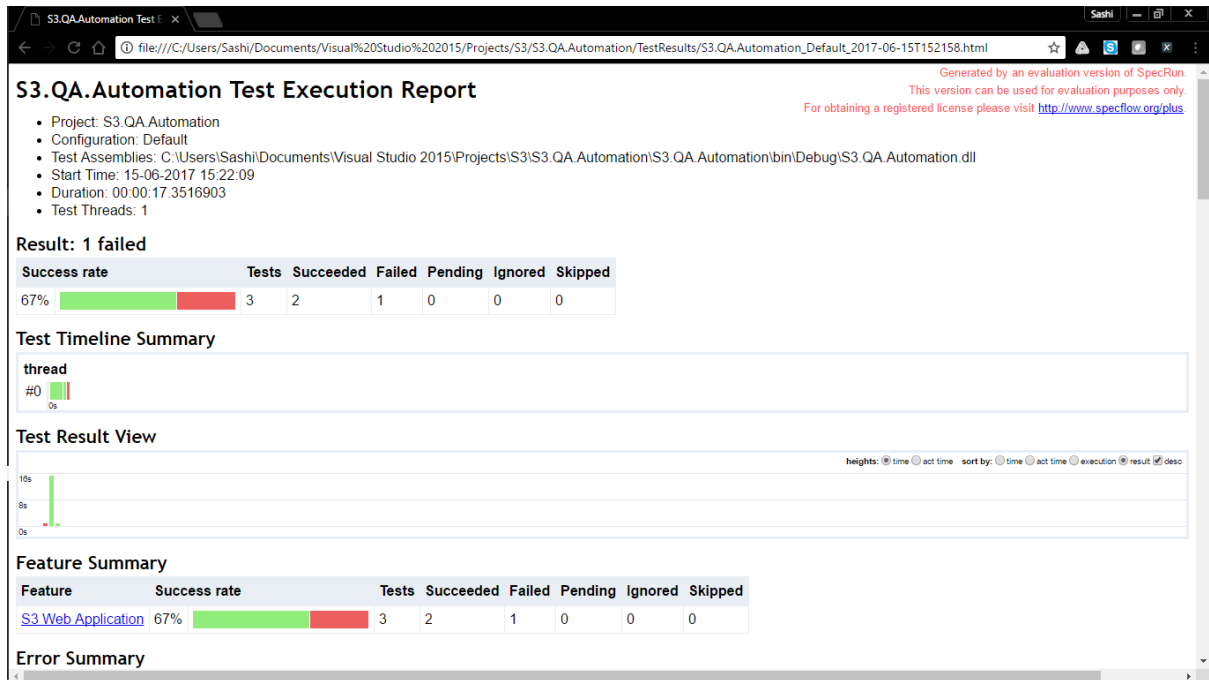 S3.QA.Automation Test E
Sashi
file:///C:/Users/Sashi/Documents/Visual%20Studio%202015/Projects/S3/S3.QA.Automation/TestResults/S3.QA.Automation_Default_2017-06-15T152158.html
Generated by an evaluation version of SpecRun.
This version can be used for evaluation purposes only.
For obtaining a registered license please visit http://www.specflow.org/plus.
S3.QA.Automation Test Execution Report
• Project: S3.QA.Automation
• Configuration: Default
• Test Assemblies: C:\Users\Sashi\Documents\Visual Studio 2015\Projects\S3\S3.QA.Automation\S3.QA.Automation\bin\Debug\S3.QA.Automation.dll
• Start Time: 15-06-2017 15:22:09
• Duration: 00:00:17.3516903
• Test Threads: 1
Result: 1 failed
Success rate Tests Succeeded Failed Pending Ignored Skipped
67% 3 2 1 0 0 0
Test Timeline Summary
thread
#0
0s
Test Result View
heights: time act time sort by: time act time execution result desc
16s
8s
0s
Feature Summary
Feature Success rate Tests Succeeded Failed Pending Ignored Skipped
S3 Web Application 67% 3 2 1 0 0 0
Error Summary